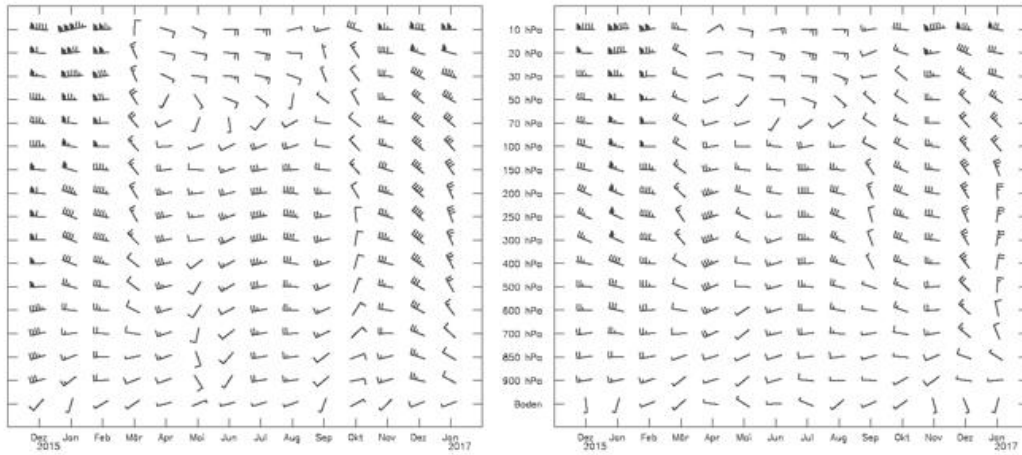 10 hPa
20 hPa
30 hPa
50 hPa
70 hPa
100 hPa
150 hPa
200 hPa
250 hPa
300 hPa
400 hPa
500 hPa
600 hPa
700 hPa
850 hPa
900 hPa
Boden
Dez Jan Feb Mär Apr Mai Jun Jul Aug Sep Okt Nov Dez Jan
2015 2017
Dez Jan Feb Mär Apr Mai Jun Jul Aug Sep Okt Nov Dez Jan
2015 2017